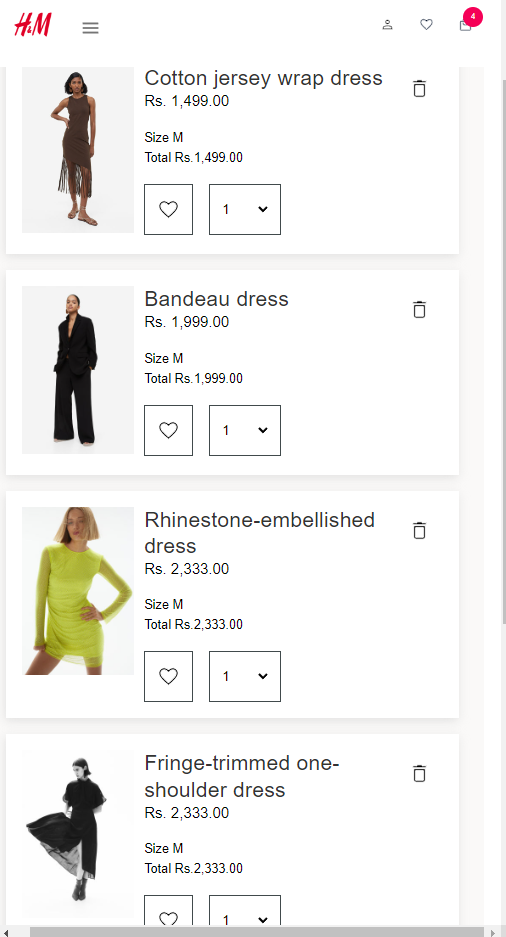 H&M
4
Cotton jersey wrap dress
Rs. 1,499.00
Size M
Total Rs.1,499.00
1
Bandeau dress
Rs. 1,999.00
Size M
Total Rs.1,999.00
1
Rhinestone-embellished
dress
Rs. 2,333.00
Size M
Total Rs.2,333.00
1
Fringe-trimmed one-
shoulder dress
Rs. 2,333.00
Size M
Total Rs.2,333.00
1